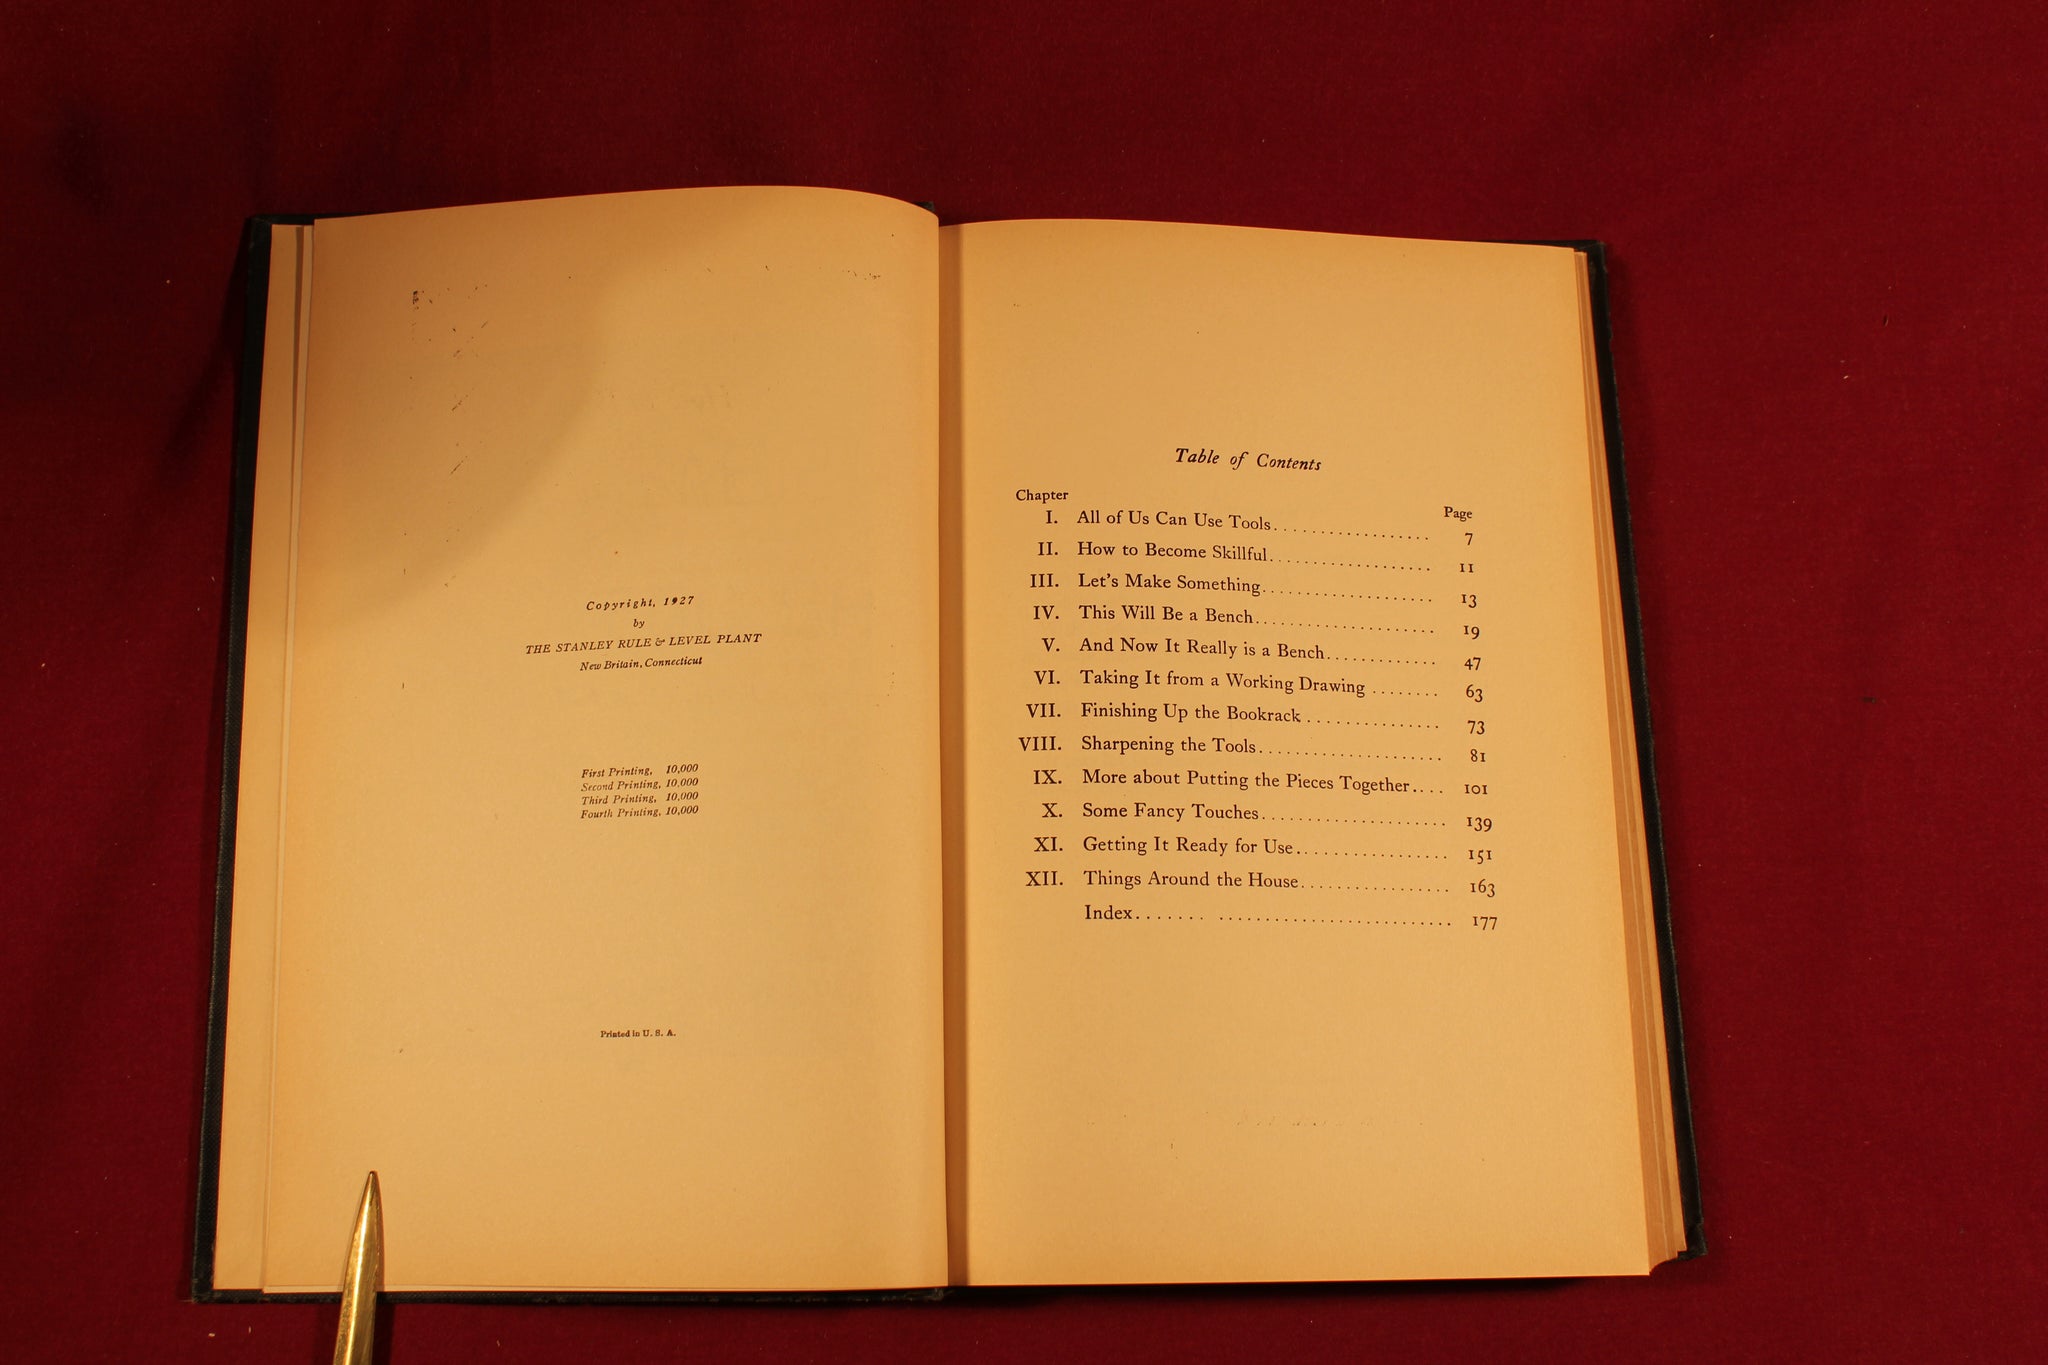 Copyright, 1927
by
THE STANLEY RULE & LEVEL PLANT
New Britain, Connecticut
First Printing, 10,000
Second Printing, 10,000
Third Printing, 10,000
Fourth Printing, 10,000
Printed in U. S. A.
Table of Contents
Chapter Page
I. All of Us Can Use Tools................. 7
II. How to Become Skillful.................. 11
III. Let's Make Something................... 13
IV. This Will Be a Bench.................... 19
V. And Now It Really is a Bench............ 47
VI. Taking It from a Working Drawing ........ 63
VII. Finishing Up the Bookrack ............... 73
VIII. Sharpening the Tools.................... 81
IX. More about Putting the Pieces Together.... 101
X. Some Fancy Touches.................... 139
XI. Getting It Ready for Use................. 151
XII. Things Around the House................. 163
Index....... .......................... 177